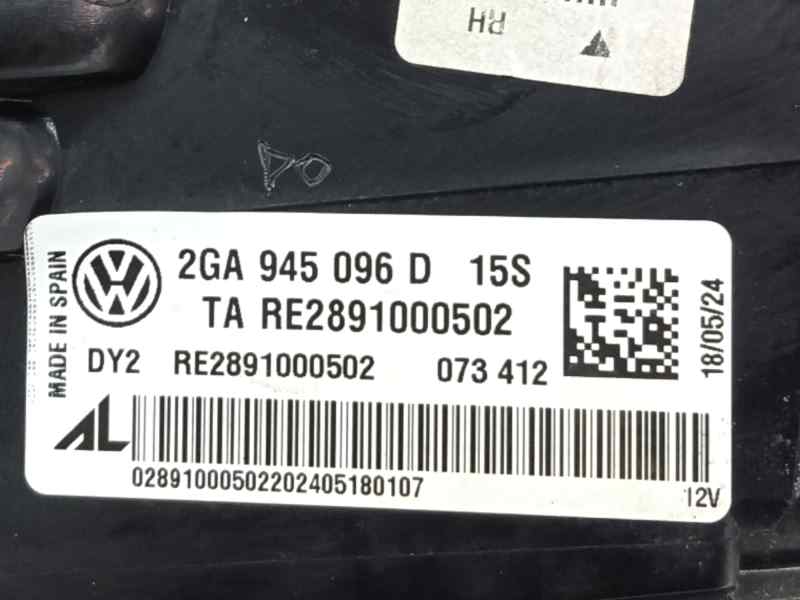 RH
MADE IN SPAIN
2GA 945 096 D 15S
TA RE2891000502
DY2 RE2891000502 073 412
18/05/24
AL
02891000502202405180107
12V